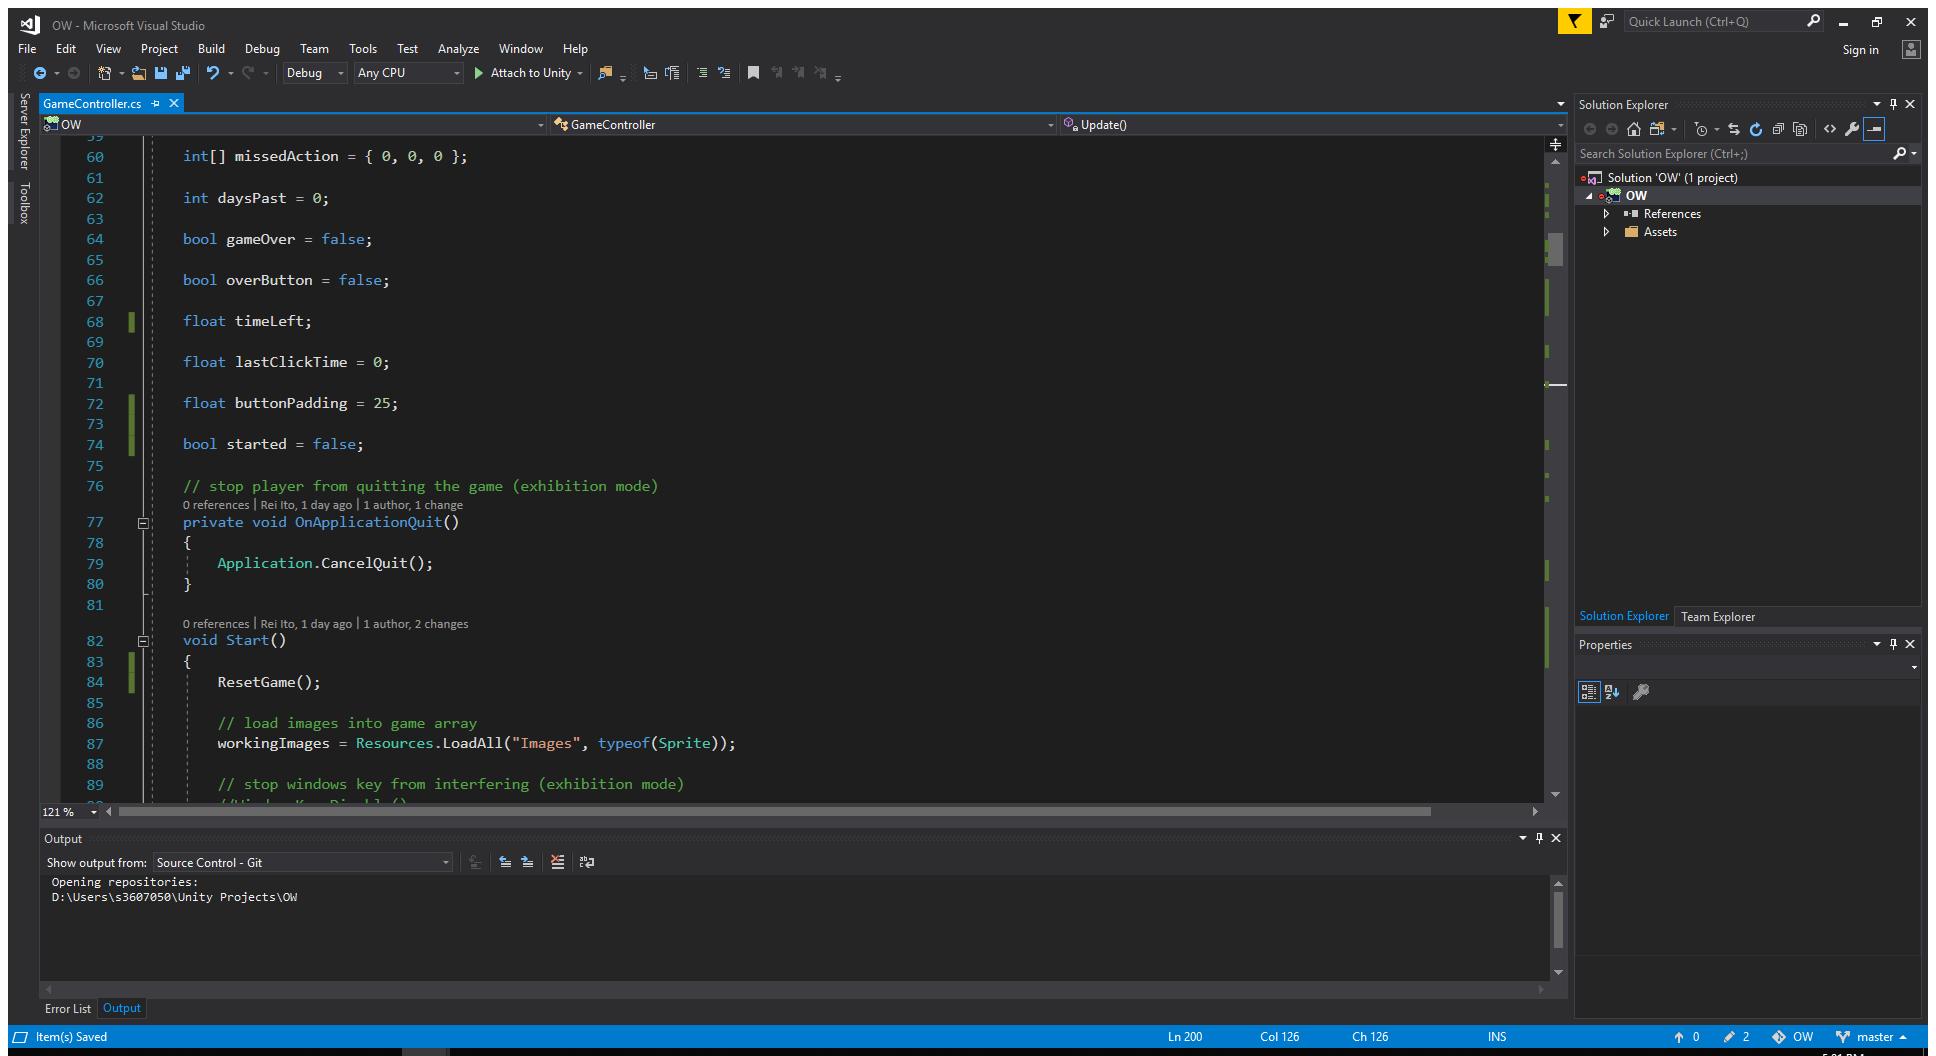 OW - Microsoft Visual Studio
Quick Launch (Ctrl+Q)
File Edit View Project Build Debug Team Tools Test Analyze Window Help
Sign in
Debug Any CPU Attach to Unity
Server Explorer
Toolbox
GameController.cs
OW GameController Update()
59
60 int[] missedAction = { 0, 0, 0 };
61
62 int daysPast = 0;
63
64 bool gameOver = false;
65
66 bool overButton = false;
67
68 float timeLeft;
69
70 float lastClickTime = 0;
71
72 float buttonPadding = 25;
73
74 bool started = false;
75
76 // stop player from quitting the game (exhibition mode)
0 references | Rei Ito, 1 day ago | 1 author, 1 change
77 private void OnApplicationQuit()
78 {
79 Application.CancelQuit();
80 }
81
0 references | Rei Ito, 1 day ago | 1 author, 2 changes
82 void Start()
83 {
84 ResetGame();
85
86 // load images into game array
87 workingImages = Resources.LoadAll("Images", typeof(Sprite));
88
89 // stop windows key from interfering (exhibition mode)
121 %
Output
Show output from: Source Control - Git
Opening repositories:
D:\Users\s3607050\Unity Projects\OW
Error List Output
Solution Explorer
Search Solution Explorer (Ctrl+;)
Solution 'OW' (1 project)
OW
References
Assets
Solution Explorer Team Explorer
Properties
Item(s) Saved Ln 200 Col 126 Ch 126 INS 0 2 OW master